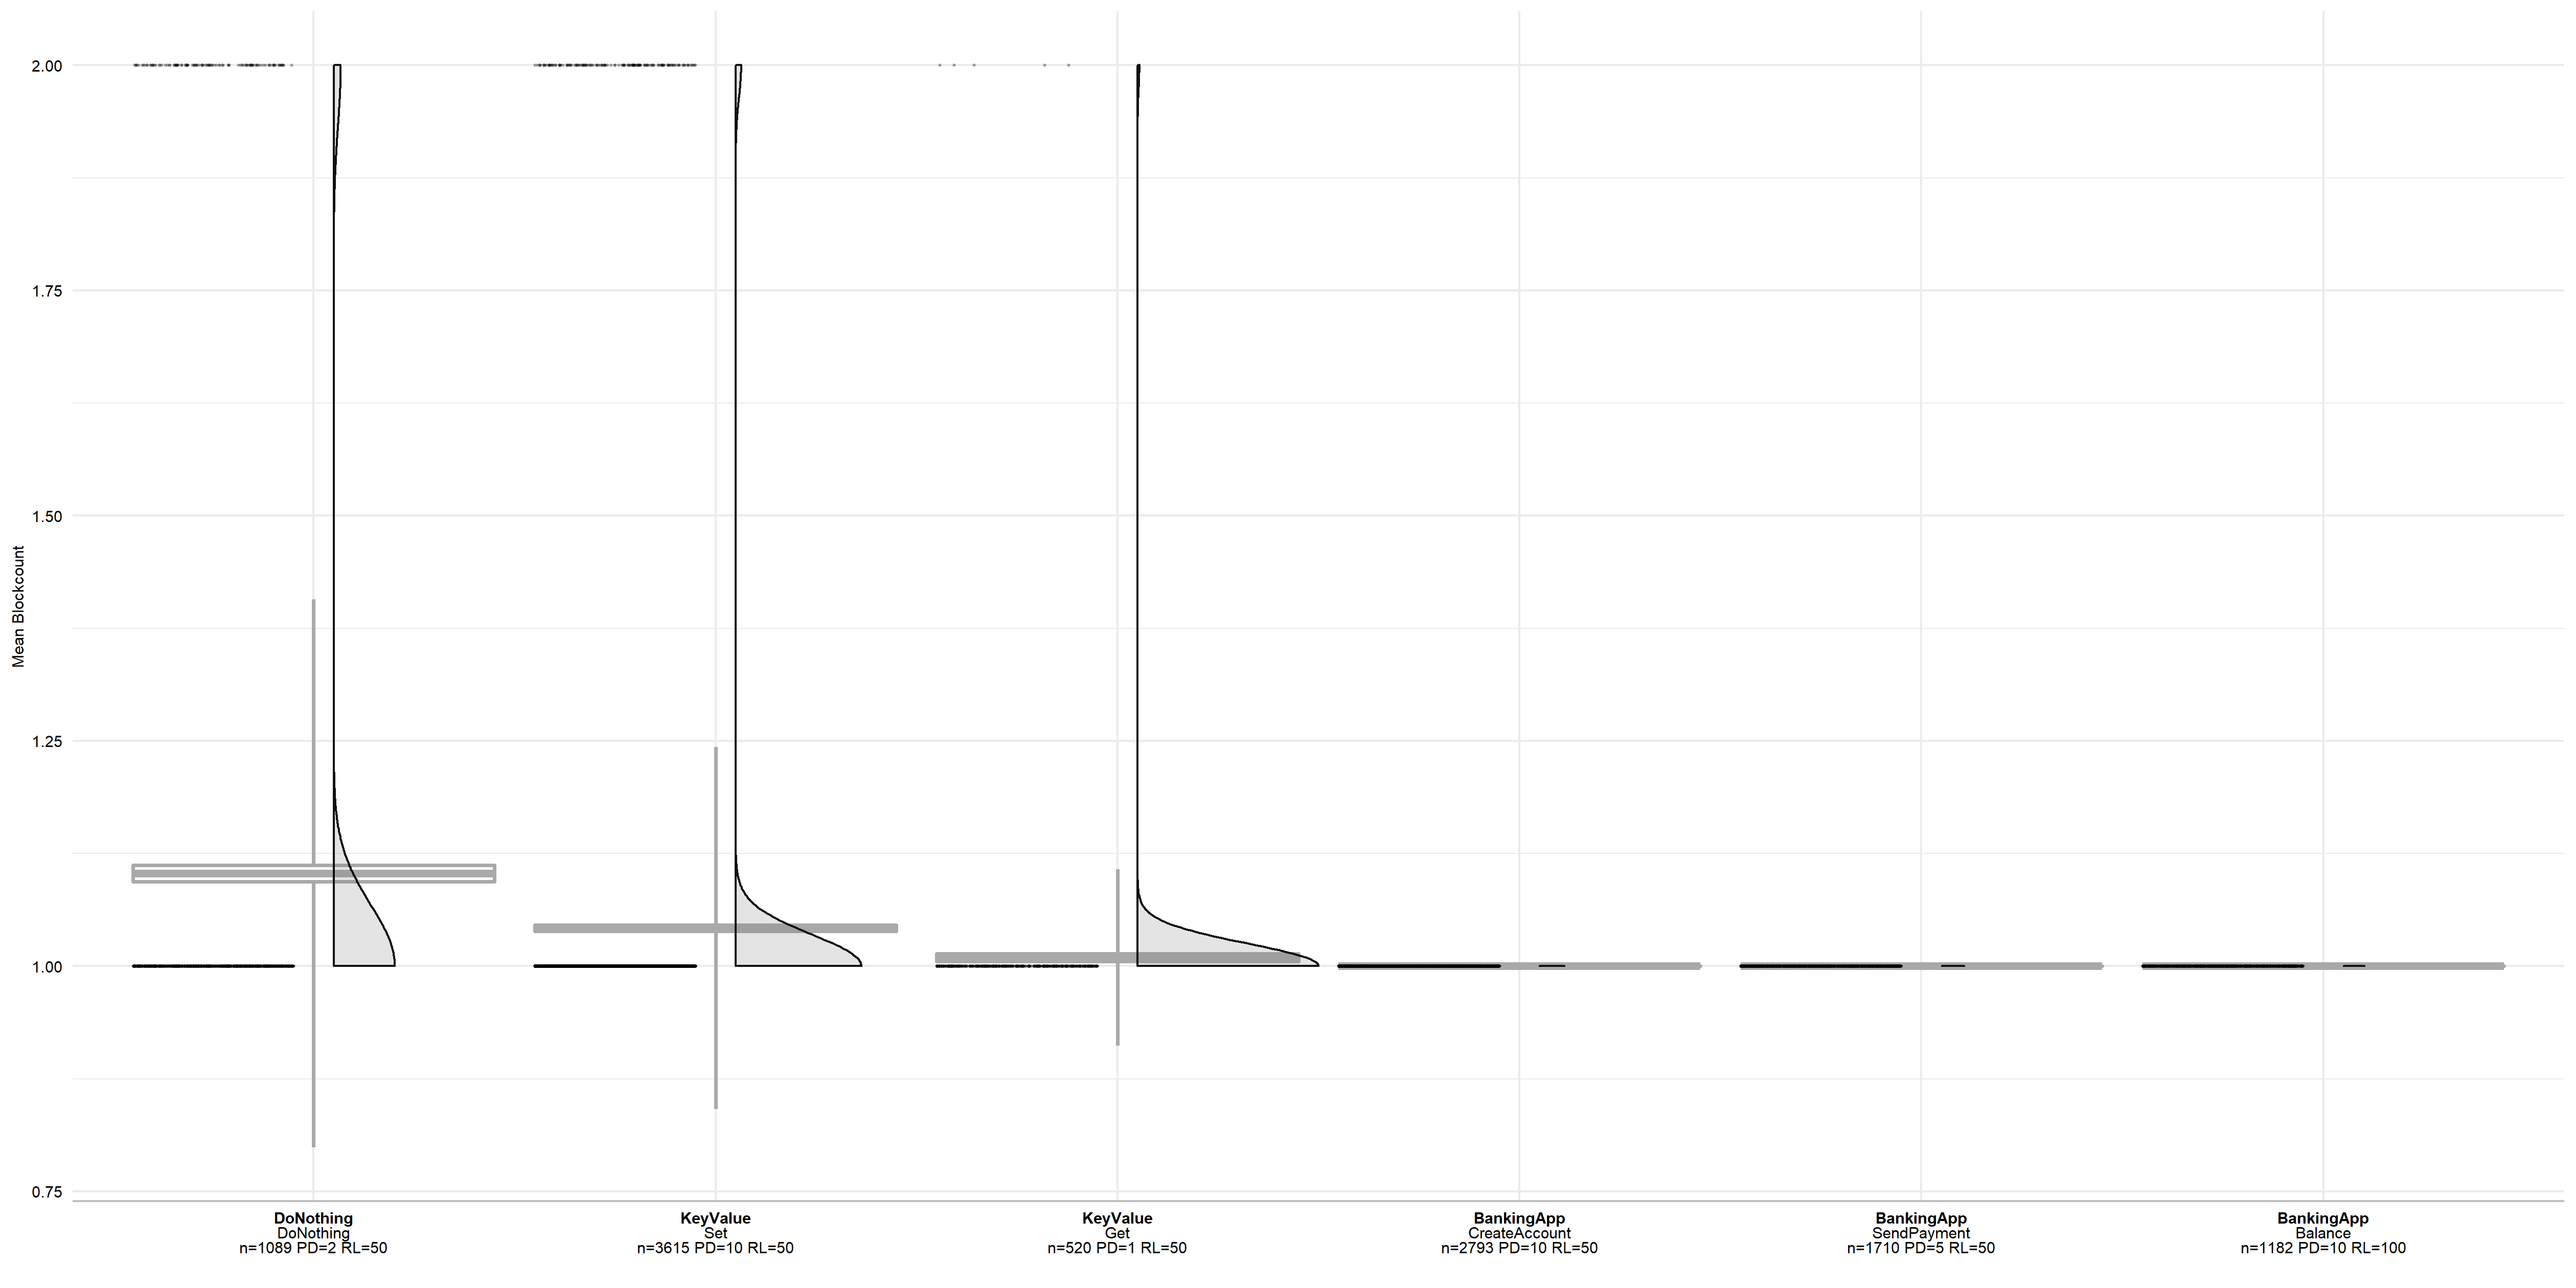 2.00
1.75
1.50
1.25
1.00
0.75
Mean Blockcount
DoNothing
DoNothing
n=1089 PD=2 RL=50
KeyValue
Set
n=3615 PD=10 RL=50
KeyValue
Get
n=520 PD=1 RL=50
BankingApp
CreateAccount
n=2793 PD=10 RL=50
BankingApp
SendPayment
n=1710 PD=5 RL=50
BankingApp
Balance
n=1182 PD=10 RL=100